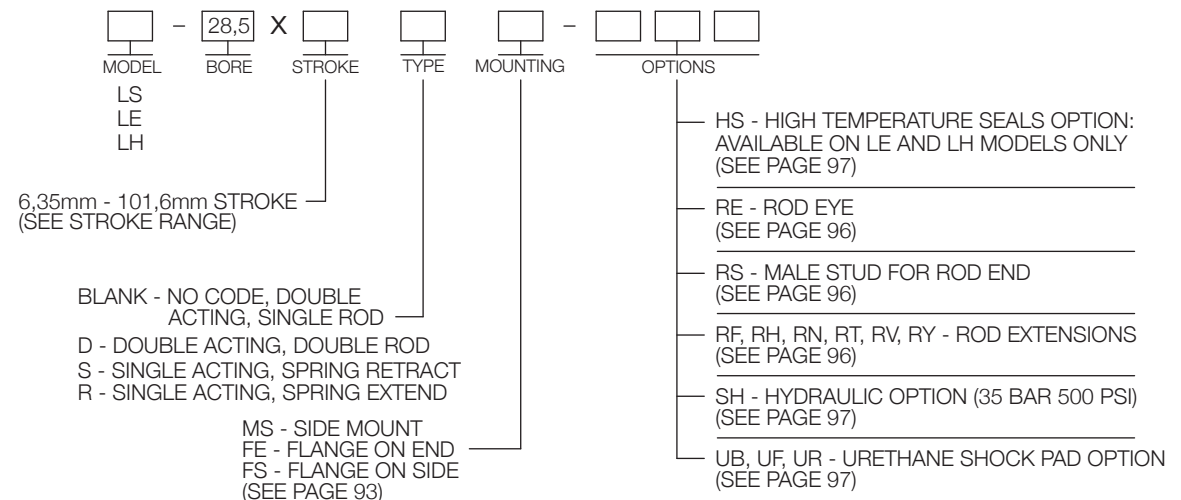 – 28,5 X –
MODEL BORE STROKE TYPE MOUNTING OPTIONS
LS
LE
LH
6,35mm - 101,6mm STROKE
(SEE STROKE RANGE)
BLANK - NO CODE, DOUBLE
ACTING, SINGLE ROD
D - DOUBLE ACTING, DOUBLE ROD
S - SINGLE ACTING, SPRING RETRACT
R - SINGLE ACTING, SPRING EXTEND
MS - SIDE MOUNT
FE - FLANGE ON END
FS - FLANGE ON SIDE
(SEE PAGE 93)
HS - HIGH TEMPERATURE SEALS OPTION:
AVAILABLE ON LE AND LH MODELS ONLY
(SEE PAGE 97)
RE - ROD EYE
(SEE PAGE 96)
RS - MALE STUD FOR ROD END
(SEE PAGE 96)
RF, RH, RN, RT, RV, RY - ROD EXTENSIONS
(SEE PAGE 96)
SH - HYDRAULIC OPTION (35 BAR 500 PSI)
(SEE PAGE 97)
UB, UF, UR - URETHANE SHOCK PAD OPTION
(SEE PAGE 97)